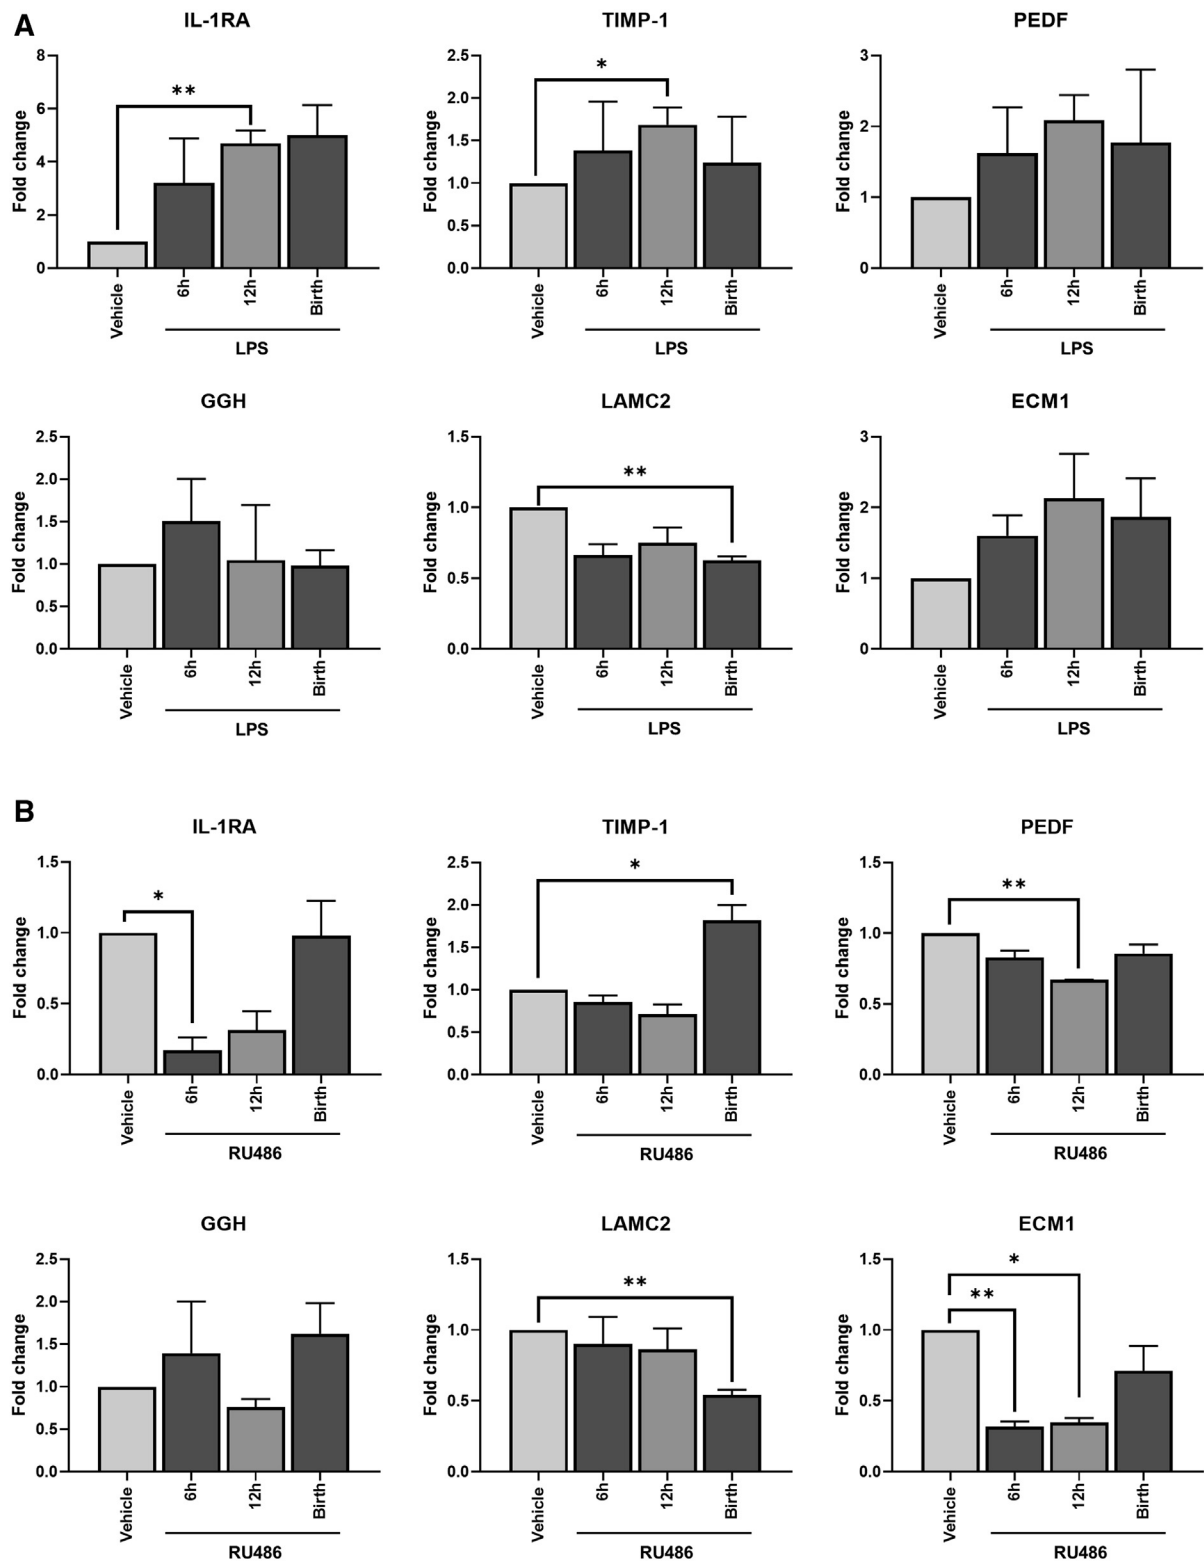 A
IL-1RA
TIMP-1
PEDF
Fold change
8
6
4
2
0
**
Vehicle
6h
12h
Birth
LPS
Fold change
2.5
2.0
1.5
1.0
0.5
0.0
*
Vehicle
6h
12h
Birth
LPS
Fold change
3
2
1
0
Vehicle
6h
12h
Birth
LPS
GGH
LAMC2
ECM1
Fold change
2.5
2.0
1.5
1.0
0.5
0.0
Vehicle
6h
12h
Birth
LPS
Fold change
1.5
1.0
0.5
0.0
**
Vehicle
6h
12h
Birth
LPS
Fold change
3
2
1
0
Vehicle
6h
12h
Birth
LPS
B
IL-1RA
TIMP-1
PEDF
Fold change
1.5
1.0
0.5
0.0
*
Vehicle
6h
12h
Birth
RU486
Fold change
2.5
2.0
1.5
1.0
0.5
0.0
*
Vehicle
6h
12h
Birth
RU486
Fold change
1.5
1.0
0.5
0.0
**
Vehicle
6h
12h
Birth
RU486
GGH
LAMC2
ECM1
Fold change
2.5
2.0
1.5
1.0
0.5
0.0
Vehicle
6h
12h
Birth
RU486
Fold change
1.5
1.0
0.5
0.0
**
Vehicle
6h
12h
Birth
RU486
Fold change
1.5
1.0
0.5
0.0
*
**
Vehicle
6h
12h
Birth
RU486